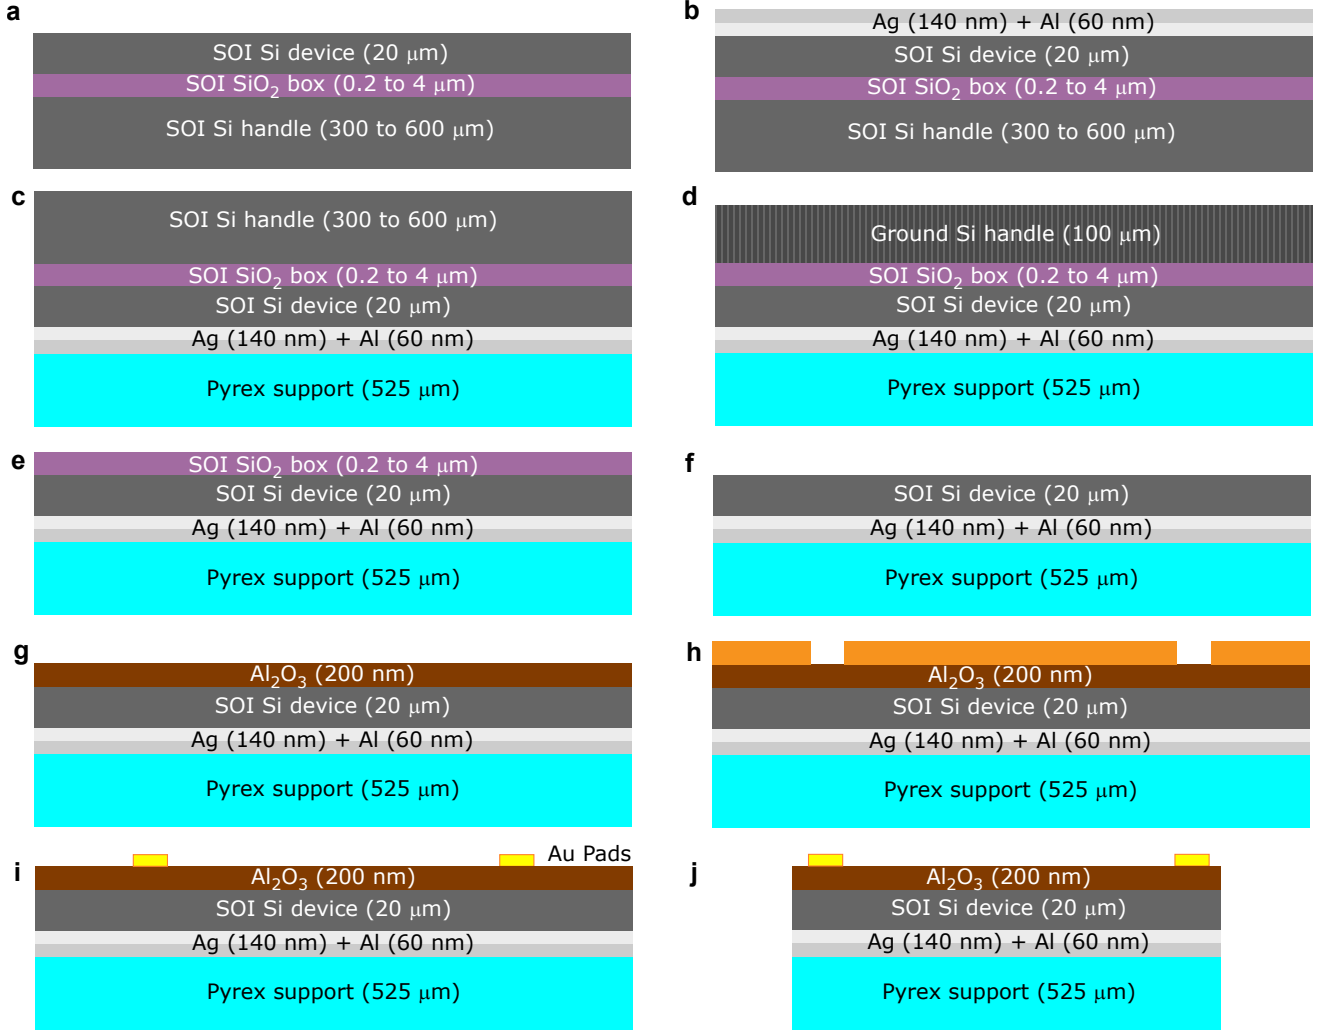 a
SOI Si device (20 μm)
SOI SiO₂ box (0.2 to 4 μm)
SOI Si handle (300 to 600 μm)
b
Ag (140 nm) + Al (60 nm)
SOI Si device (20 μm)
SOI SiO₂ box (0.2 to 4 μm)
SOI Si handle (300 to 600 μm)
c
SOI Si handle (300 to 600 μm)
SOI SiO₂ box (0.2 to 4 μm)
SOI Si device (20 μm)
Ag (140 nm) + Al (60 nm)
Pyrex support (525 μm)
d
Ground Si handle (100 μm)
SOI SiO₂ box (0.2 to 4 μm)
SOI Si device (20 μm)
Ag (140 nm) + Al (60 nm)
Pyrex support (525 μm)
e
SOI SiO₂ box (0.2 to 4 μm)
SOI Si device (20 μm)
Ag (140 nm) + Al (60 nm)
Pyrex support (525 μm)
f
SOI Si device (20 μm)
Ag (140 nm) + Al (60 nm)
Pyrex support (525 μm)
g
Al₂O₃ (200 nm)
SOI Si device (20 μm)
Ag (140 nm) + Al (60 nm)
Pyrex support (525 μm)
h
Al₂O₃ (200 nm)
SOI Si device (20 μm)
Ag (140 nm) + Al (60 nm)
Pyrex support (525 μm)
i
Au Pads
Al₂O₃ (200 nm)
SOI Si device (20 μm)
Ag (140 nm) + Al (60 nm)
Pyrex support (525 μm)
j
Al₂O₃ (200 nm)
SOI Si device (20 μm)
Ag (140 nm) + Al (60 nm)
Pyrex support (525 μm)